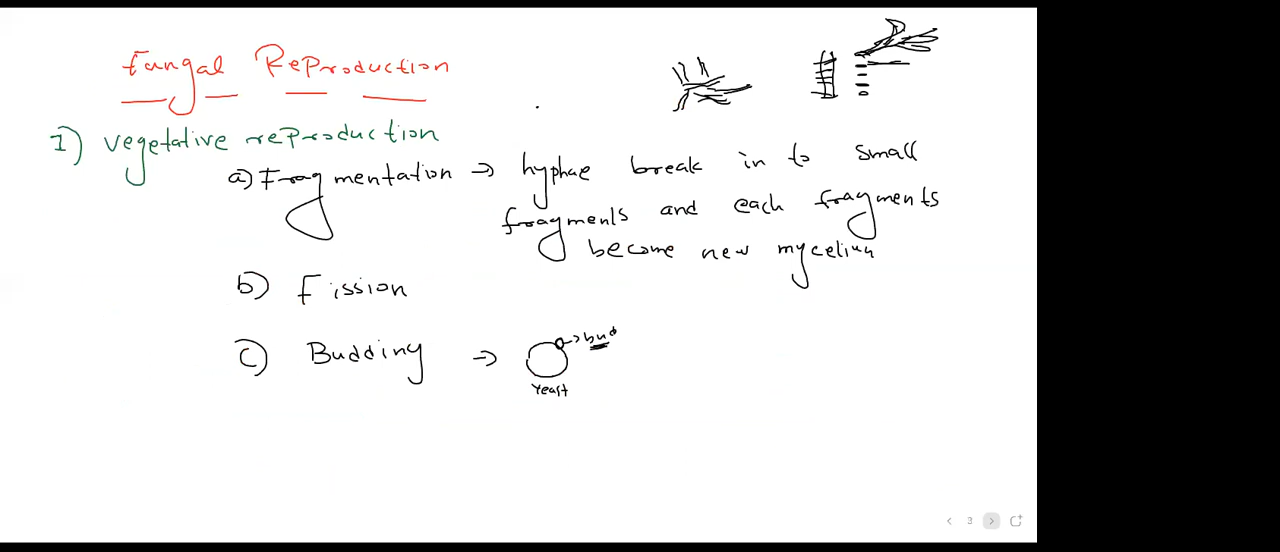 Fungal Reproduction
I) vegetative reproduction
a) Fragmentation → hyphae break in to small
fragments and each fragments
become new mycelium
b) Fission
c) Budding → → bud
Yeast
3